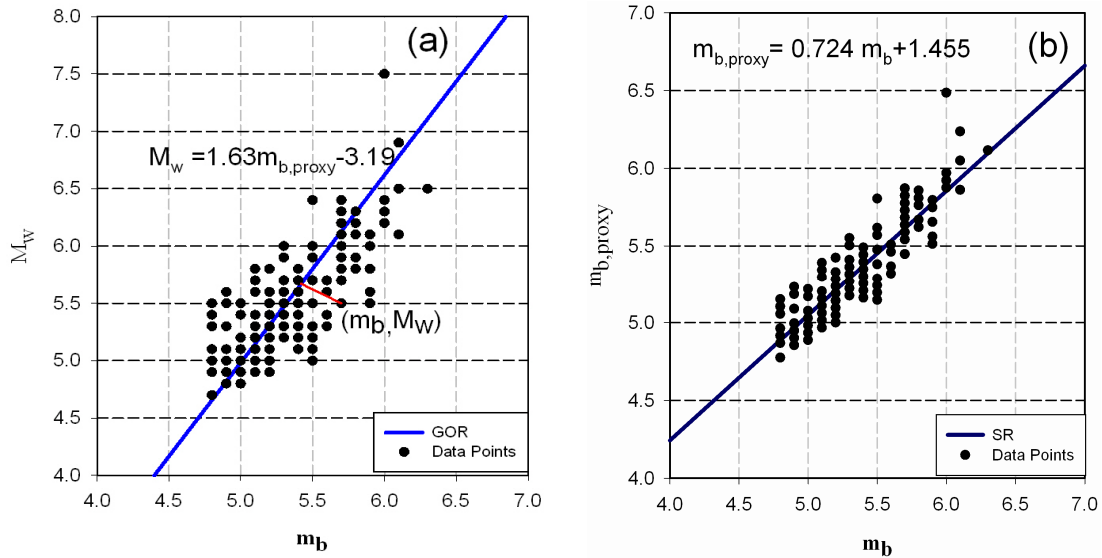 (a)
M_w =1.63m_b,proxy-3.19
(m_b,M_W)
GOR
Data Points
M_w
8.0
7.5
7.0
6.5
6.0
5.5
5.0
4.5
4.0
4.0 4.5 5.0 5.5 6.0 6.5 7.0
m_b
(b)
m_b,proxy= 0.724 m_b+1.455
SR
Data Points
m_b,proxy
7.0
6.5
6.0
5.5
5.0
4.5
4.0
4.0 4.5 5.0 5.5 6.0 6.5 7.0
m_b